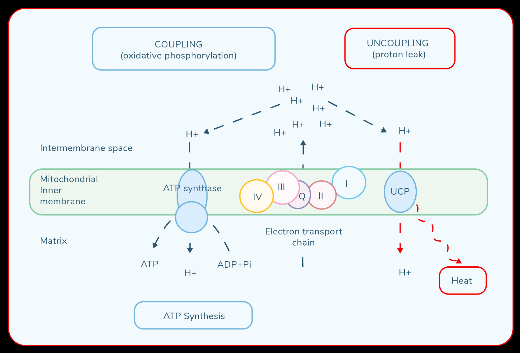 COUPLING
(oxidative phosphorylation)
UNCOUPLING
(proton leak)
H+
H+
H+
H+
H+
H+
H+
H+
H+
Intermembrane space
Mitochondrial
Inner
membrane
ATP synthase
IV
III
Q
II
I
UCP
Matrix
Electron transport
chain
ATP
H+
ADP+Pi
H+
Heat
ATP Synthesis